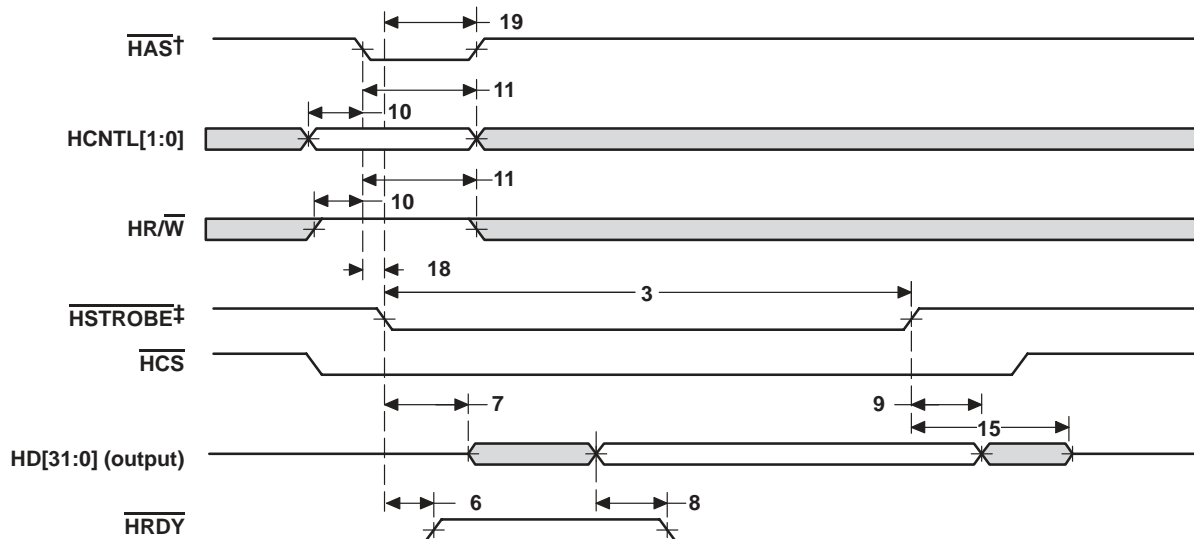 19
HAS†
11
10
HCNTL[1:0]
11
10
HR/W
18
3
HSTROBE‡
HCS
7
9
15
HD[31:0] (output)
6
8
HRDY